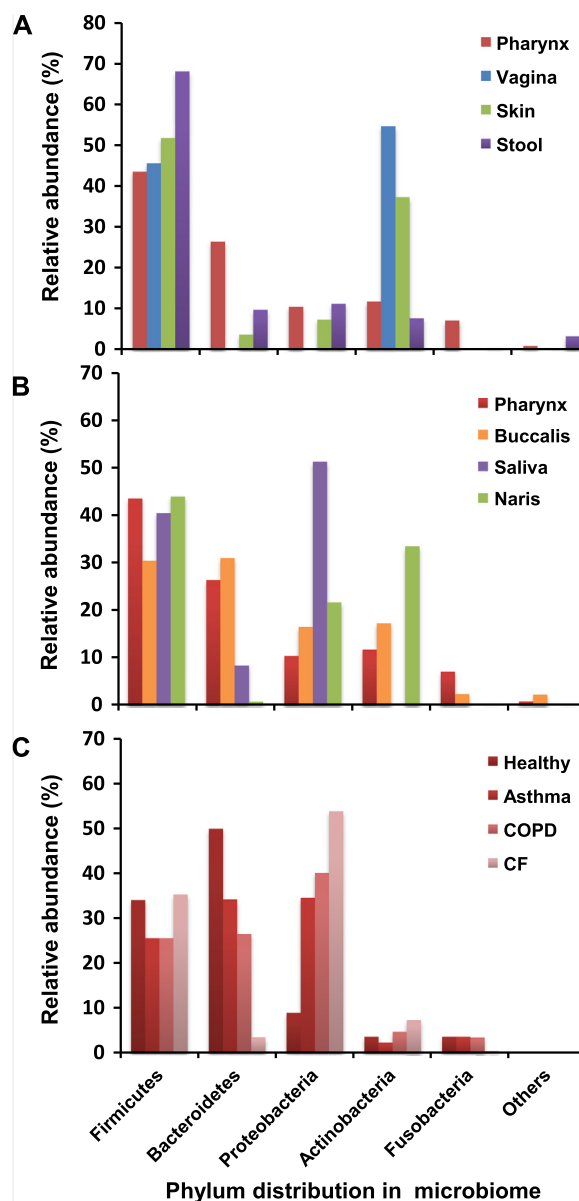 A
Relative abundance (%)
80
70
60
50
40
30
20
10
0
Pharynx
Vagina
Skin
Stool
B
Relative abundance (%)
70
60
50
40
30
20
10
0
Pharynx
Buccalis
Saliva
Naris
C
Relative abundance (%)
70
60
50
40
30
20
10
0
Healthy
Asthma
COPD
CF
Firmicutes
Bacteroidetes
Proteobacteria
Actinobacteria
Fusobacteria
Others
Phylum distribution in microbiome